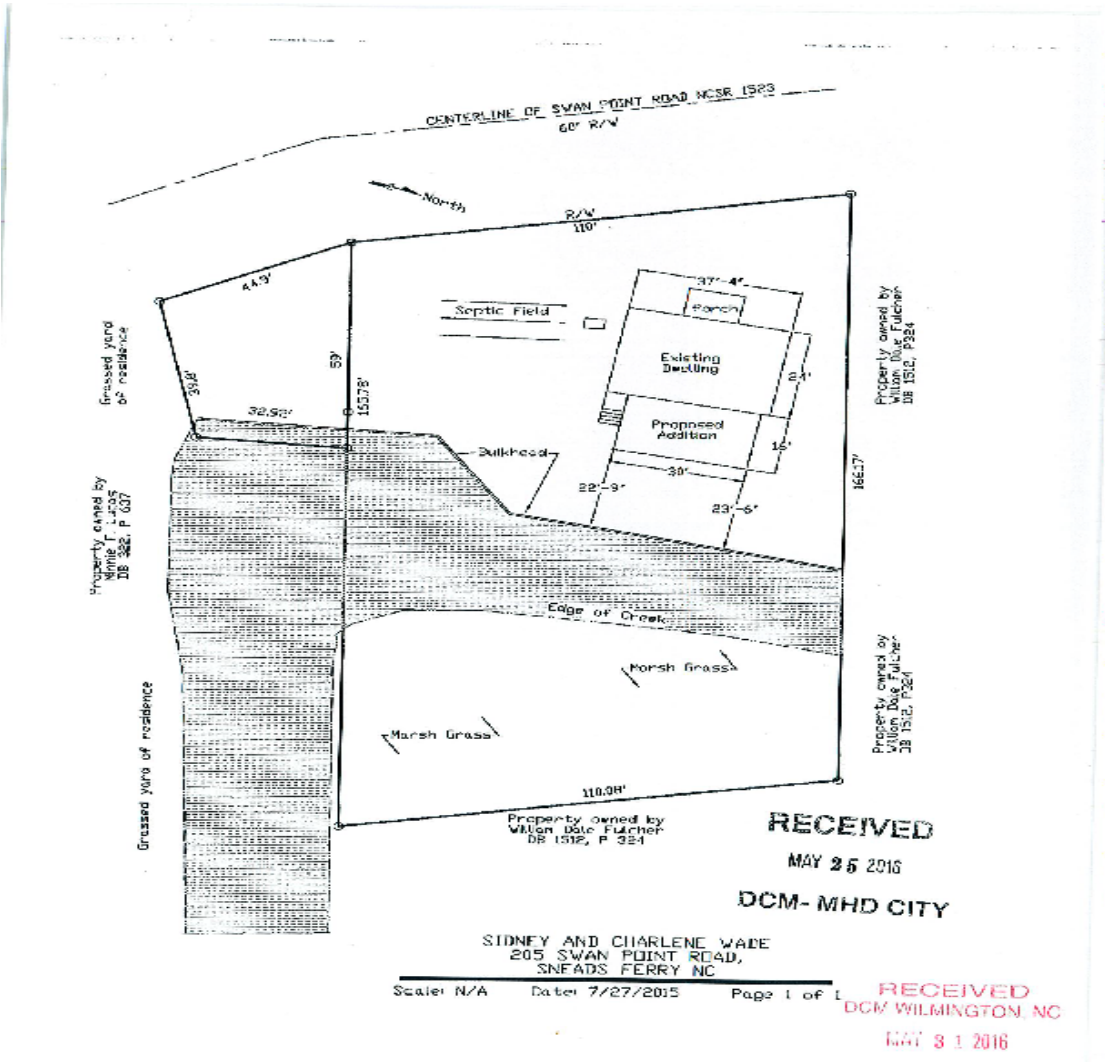 CENTERLINE OF SWAN POINT ROAD NCSR 1523
60' R/W
North
R/W
110'
44.9'
37'-4"
Porch
Septic Field
Existing
Dwelling
24'
Property owned by
William Dale Fulcher
DB 1512, P324
Grassed yard
of residence
39.8'
59'
155.78'
32.92'
Proposed
Addition
16'
30'
Bulkhead
22'-9"
23'-6"
166.17'
Property owned by
Minnie F. Lucas
DB 322, P 637
Edge of Creek
Marsh Grass
Marsh Grass
Property owned by
William Dale Fulcher
DB 1512, P324
Grassed yard of residence
110.08'
Property owned by
William Dale Fulcher
DB 1512, P 324
RECEIVED
MAY 25 2016
DCM-MHD CITY
SIDNEY AND CHARLENE WADE
205 SWAN POINT ROAD,
SNEADS FERRY NC
Scale: N/A Date: 7/27/2015 Page 1 of 1
RECEIVED
DCM WILMINGTON, NC
MAY 31 2016